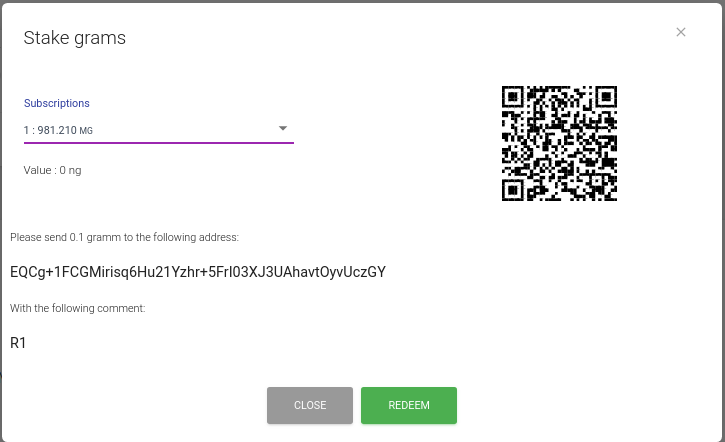 Stake grams
×
Subscriptions
1 : 981.210 MG
Value : 0 ng
Please send 0.1 gramm to the following address:
EQCg+1FCGMirisq6Hu21Yzhr+5FrI03XJ3UAhavtOyvUczGY
With the following comment:
R1
CLOSE
REDEEM